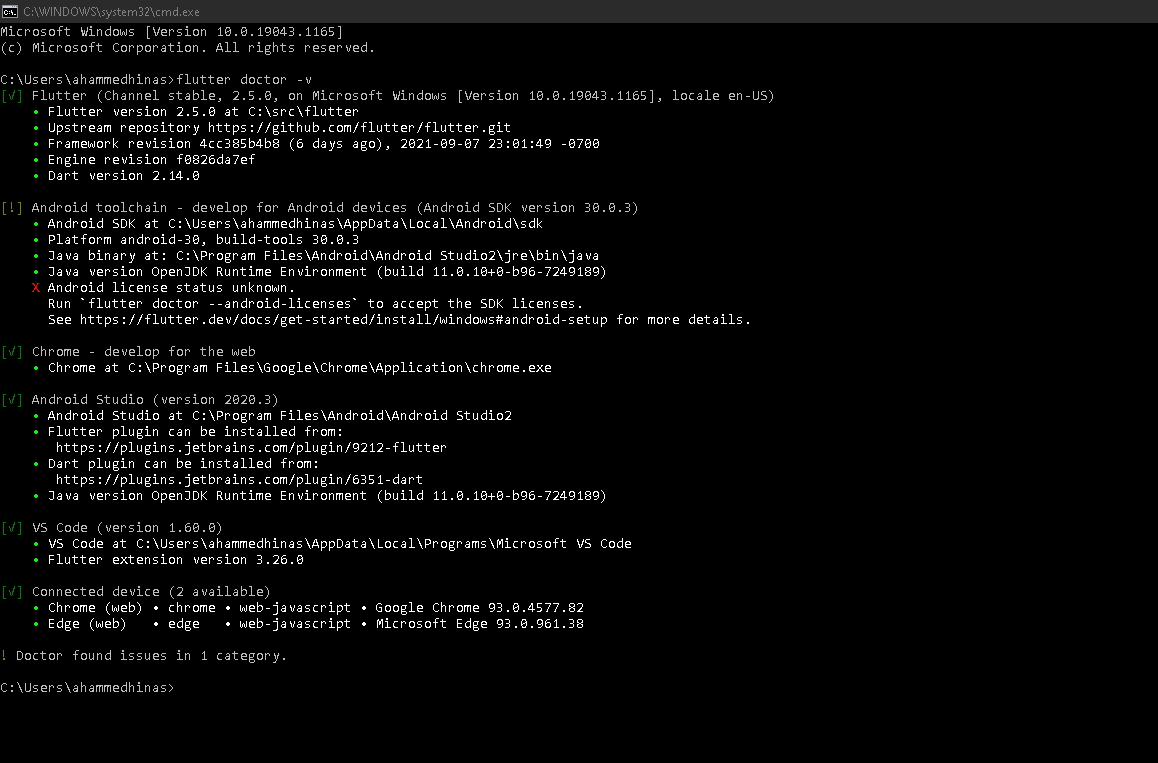 C:\WINDOWS\system32\cmd.exe
Microsoft Windows [Version 10.0.19043.1165]
(c) Microsoft Corporation. All rights reserved.
C:\Users\ahammedhinas>flutter doctor -v
[√] Flutter (Channel stable, 2.5.0, on Microsoft Windows [Version 10.0.19043.1165], locale en-US)
• Flutter version 2.5.0 at C:\src\flutter
• Upstream repository https://github.com/flutter/flutter.git
• Framework revision 4cc385b4b8 (6 days ago), 2021-09-07 23:01:49 -0700
• Engine revision f0826da7ef
• Dart version 2.14.0
[!] Android toolchain - develop for Android devices (Android SDK version 30.0.3)
• Android SDK at C:\Users\ahammedhinas\AppData\Local\Android\sdk
• Platform android-30, build-tools 30.0.3
• Java binary at: C:\Program Files\Android\Android Studio2\jre\bin\java
• Java version OpenJDK Runtime Environment (build 11.0.10+0-b96-7249189)
X Android license status unknown.
Run `flutter doctor --android-licenses` to accept the SDK licenses.
See https://flutter.dev/docs/get-started/install/windows#android-setup for more details.
[√] Chrome - develop for the web
• Chrome at C:\Program Files\Google\Chrome\Application\chrome.exe
[√] Android Studio (version 2020.3)
• Android Studio at C:\Program Files\Android\Android Studio2
• Flutter plugin can be installed from:
https://plugins.jetbrains.com/plugin/9212-flutter
• Dart plugin can be installed from:
https://plugins.jetbrains.com/plugin/6351-dart
• Java version OpenJDK Runtime Environment (build 11.0.10+0-b96-7249189)
[√] VS Code (version 1.60.0)
• VS Code at C:\Users\ahammedhinas\AppData\Local\Programs\Microsoft VS Code
• Flutter extension version 3.26.0
[√] Connected device (2 available)
• Chrome (web) • chrome • web-javascript • Google Chrome 93.0.4577.82
• Edge (web) • edge • web-javascript • Microsoft Edge 93.0.961.38
! Doctor found issues in 1 category.
C:\Users\ahammedhinas>